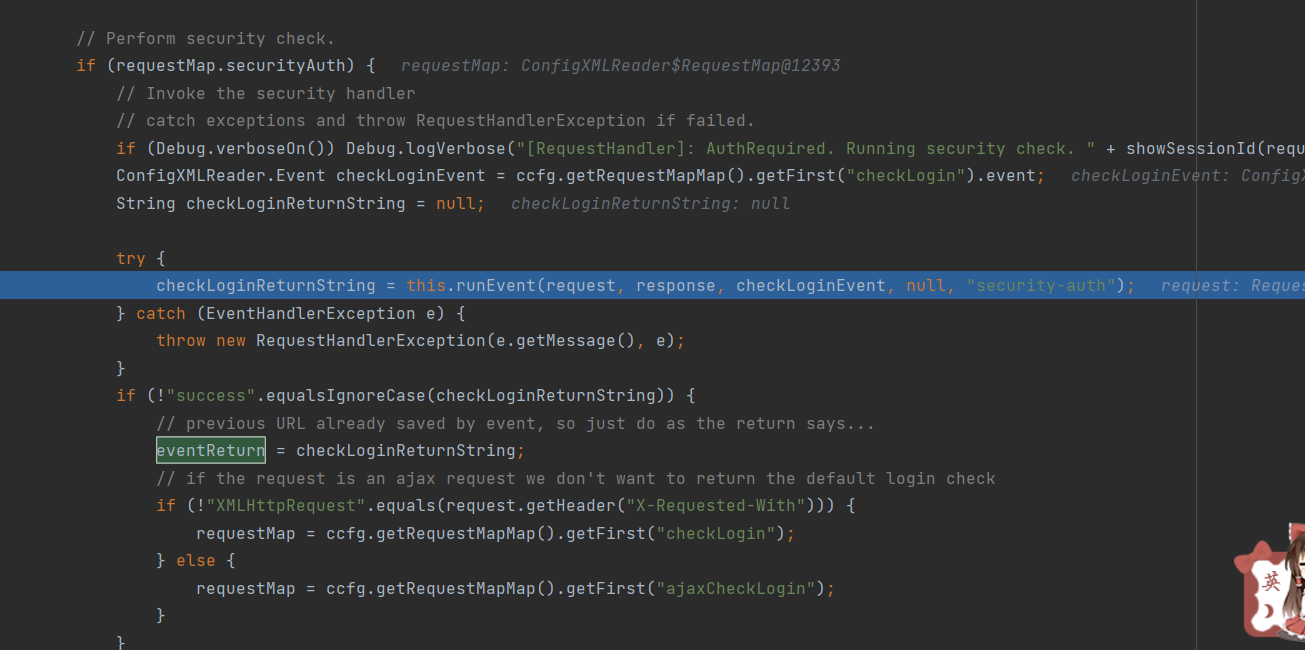 // Perform security check.
if (requestMap.securityAuth) { requestMap: ConfigXMLReader$RequestMap@12393
// Invoke the security handler
// catch exceptions and throw RequestHandlerException if failed.
if (Debug.verboseOn()) Debug.logVerbose("[RequestHandler]: AuthRequired. Running security check. " + showSessionId(requ
ConfigXMLReader.Event checkLoginEvent = ccfg.getRequestMapMap().getFirst("checkLogin").event; checkLoginEvent: ConfigX
String checkLoginReturnString = null; checkLoginReturnString: null
try {
checkLoginReturnString = this.runEvent(request, response, checkLoginEvent, null, "security-auth"); request: Reques
} catch (EventHandlerException e) {
throw new RequestHandlerException(e.getMessage(), e);
}
if (!"success".equalsIgnoreCase(checkLoginReturnString)) {
// previous URL already saved by event, so just do as the return says...
eventReturn = checkLoginReturnString;
// if the request is an ajax request we don't want to return the default login check
if (!"XMLHttpRequest".equals(request.getHeader("X-Requested-With"))) {
requestMap = ccfg.getRequestMapMap().getFirst("checkLogin");
} else {
requestMap = ccfg.getRequestMapMap().getFirst("ajaxCheckLogin");
}
}
英